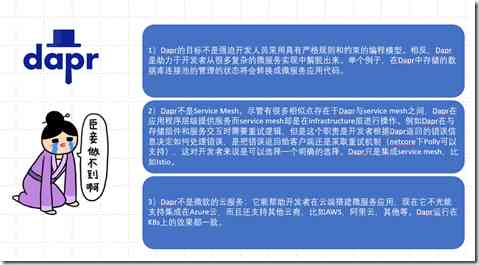 dapr
臣妾做不到啊
1）Dapr的目标不是强迫开发人员采用具有严格规则和约束的编程模型。相反，Dapr
是助力于开发者从很多复杂的微服务实现中解脱出来。举个例子，在Dapr中存储的数
据库连接池的管理的状态将会转换成微服务应用代码。
2）Dapr不是Service Mesh。尽管有很多相似点存在于Dapr与service mesh之间，Dapr在
应用程序层级提供服务而service mesh却是在infrastructure层进行操作。例如Dapr在与
存储组件和服务交互时需要重试逻辑，但是这个职责是开发者根据Dapr返回的错误信
息决定如何处理错误，是把错误返回给客户端还是采取重试机制（netcore下Polly可以
支持），这对开发者来说是可以选择一个明确的选择。Dapr只是集成service mesh，比
如Istio。
3）Dapr不是微软的云服务，它能帮助开发者在云端搭建微服务应用，现在它不光能
支持集成在Azure云，而且还支持其他云商，比如AWS、阿里云、其他等。Dapr运行在
K8s上的效果都一致。